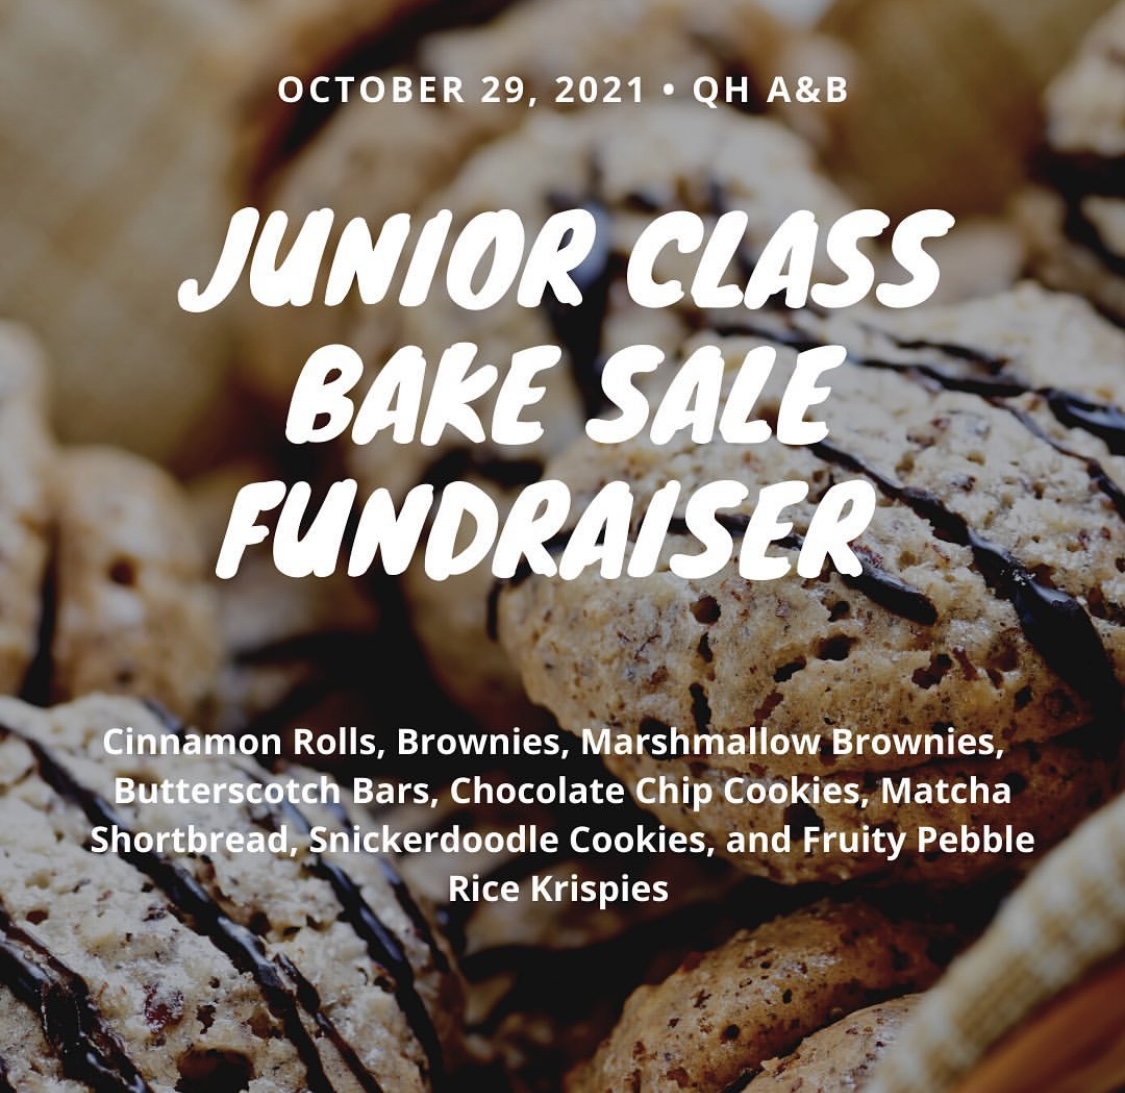 OCTOBER 29, 2021 • QH A&B
JUNIOR CLASS
BAKE SALE
FUNDRAISER
Cinnamon Rolls, Brownies, Marshmallow Brownies,
Butterscotch Bars, Chocolate Chip Cookies, Matcha
Shortbread, Snickerdoodle Cookies, and Fruity Pebble
Rice Krispies